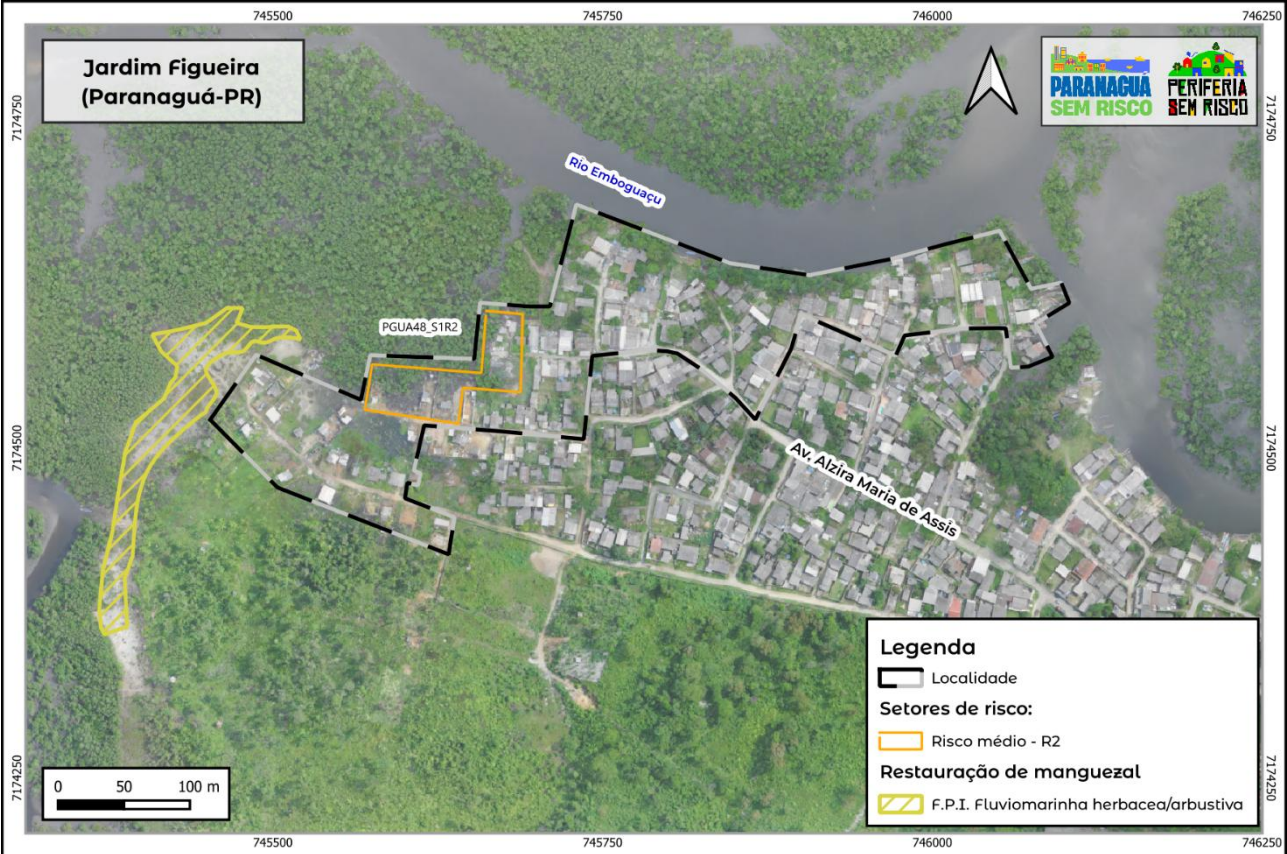 745500
745750
746000
746250
Jardim Figueira
(Paranaguá-PR)
PARANAGUÁ
SEM RISCO
PERIFERIA
SEM RISCO
7174750
7174750
Rio Emboguaçu
PGUA48_S1R2
7174500
7174500
Av. Alzira Maria de Assis
Legenda
Localidade
Setores de risco:
Risco médio - R2
Restauração de manguezal
F.P.I. Fluviomarinha herbacea/arbustiva
0 50 100 m
7174250
7174250
745500
745750
746000
746250